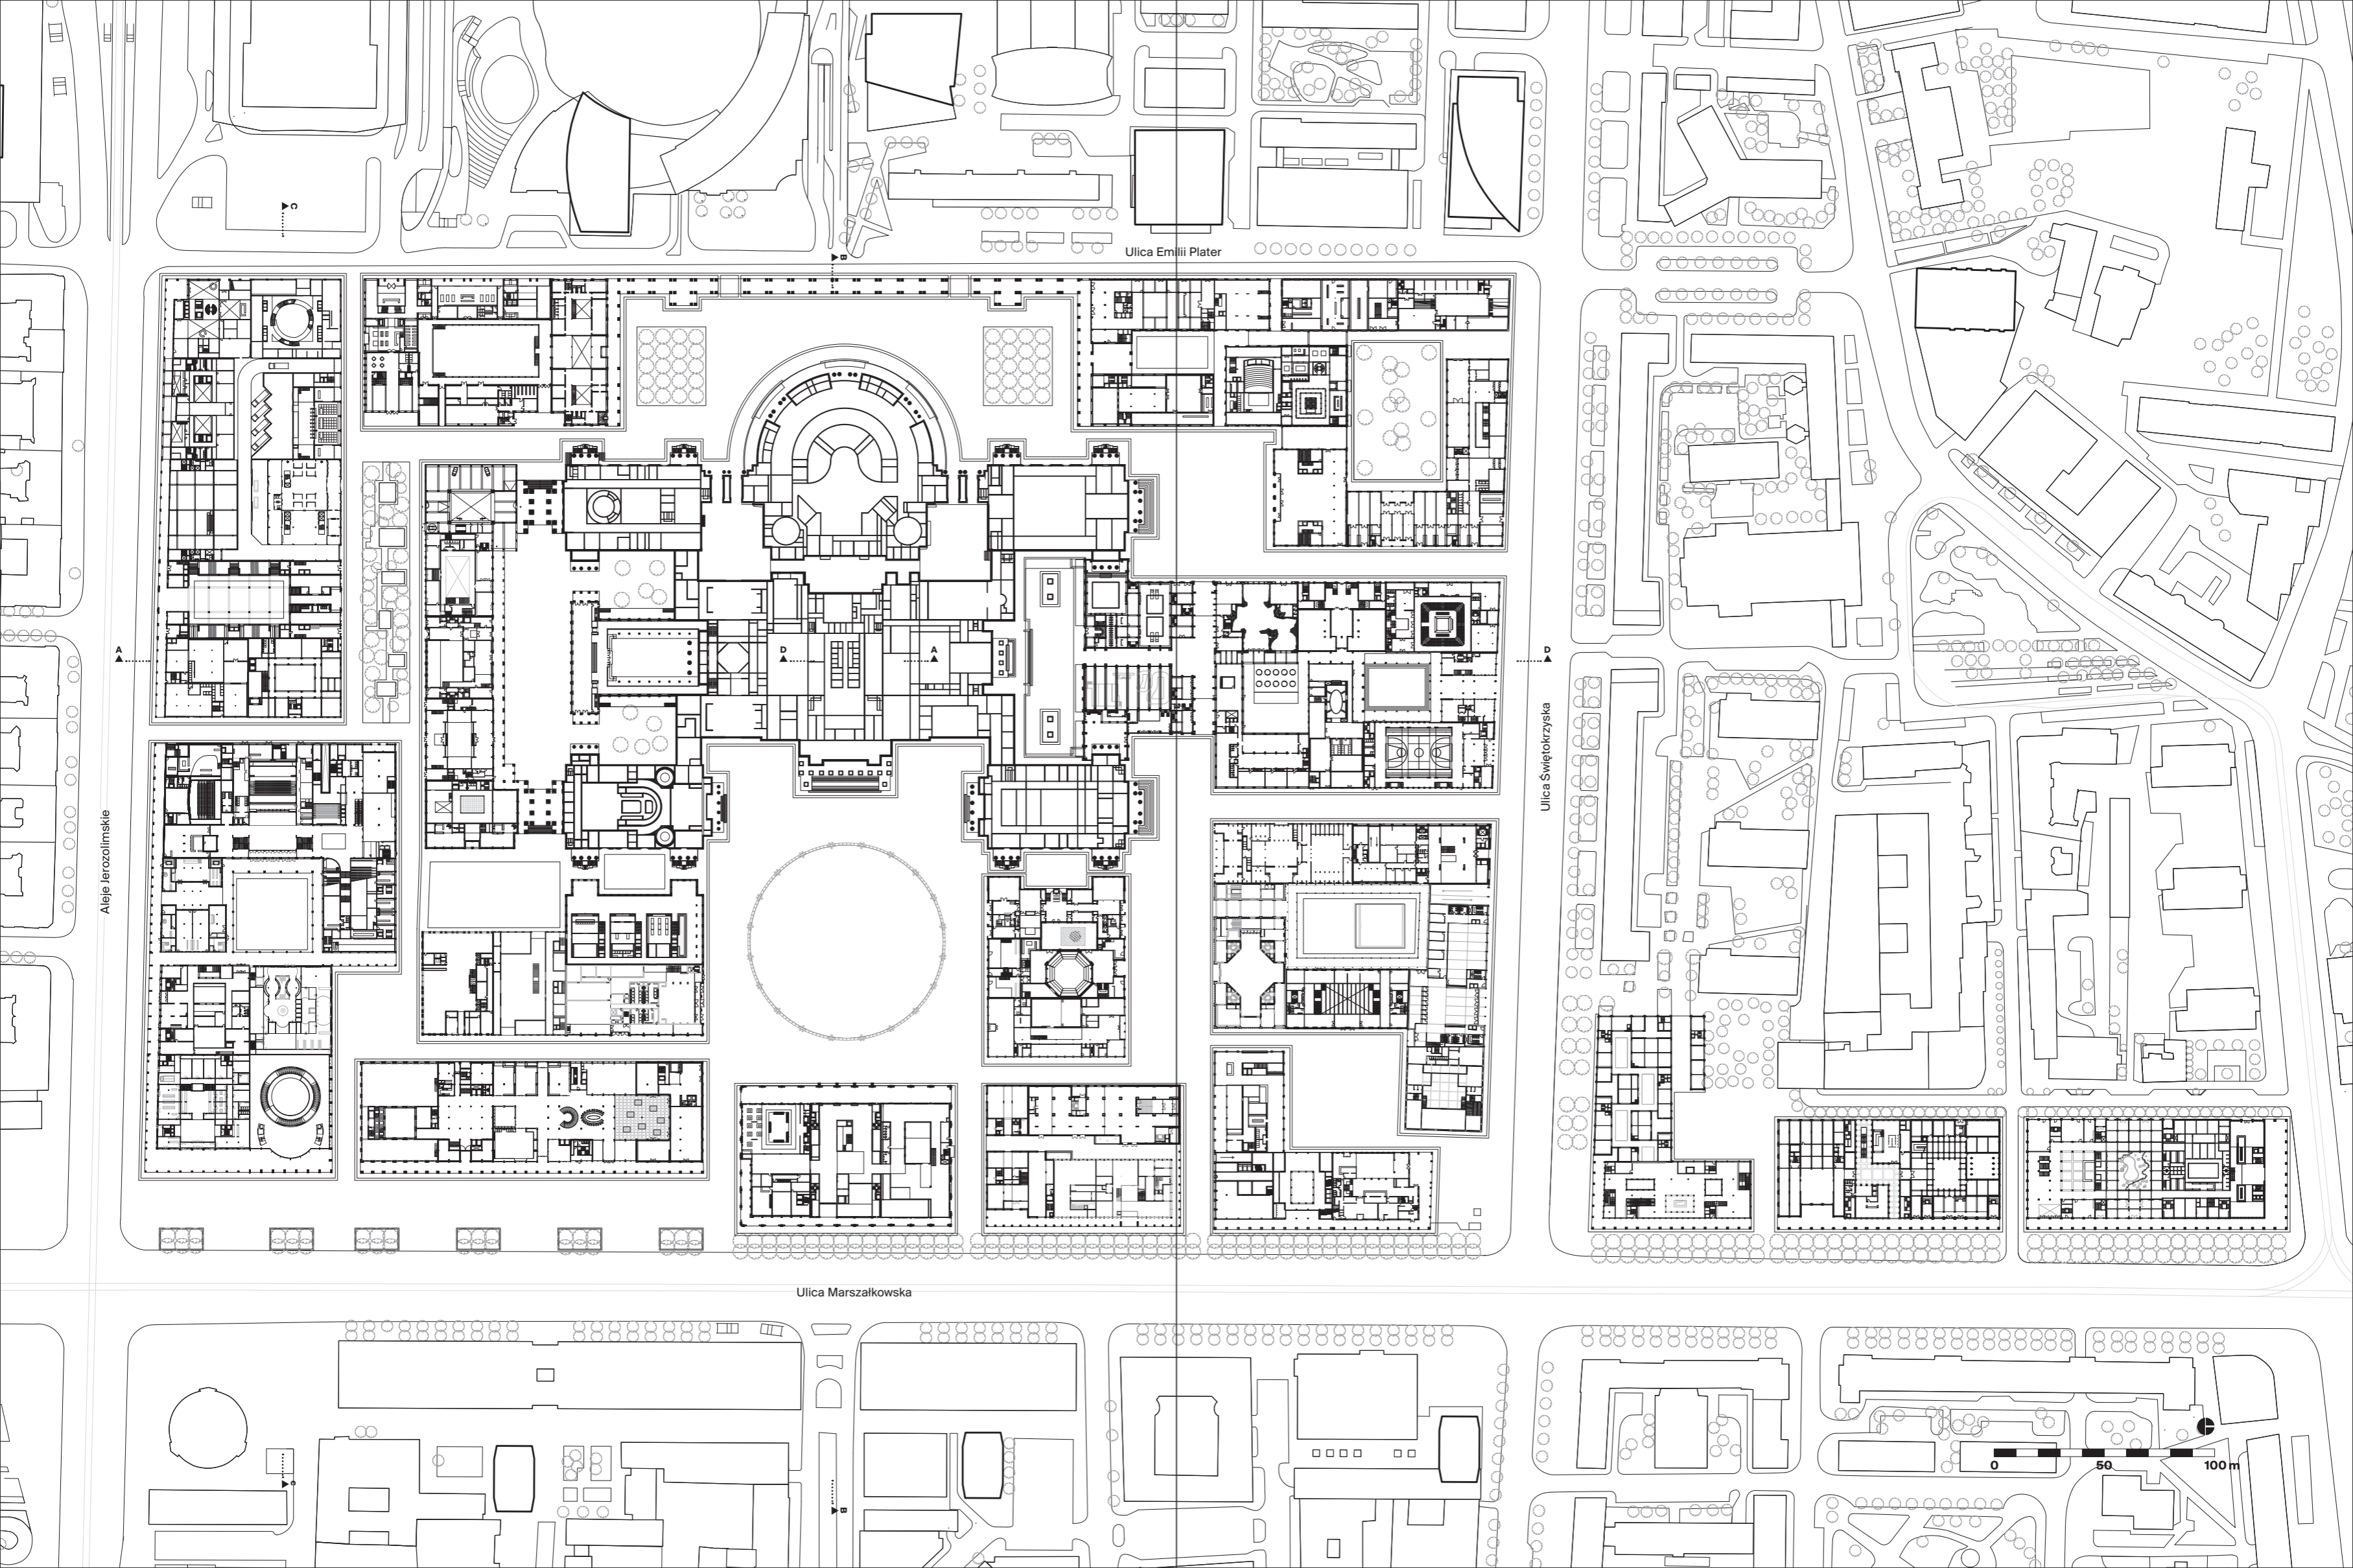 C
B
Ulica Emilii Plater
A
D
A
D
Ulica Świętokrzyska
Aleje Jerozolimskie
Ulica Marszałkowska
0 50 100 m
C
B